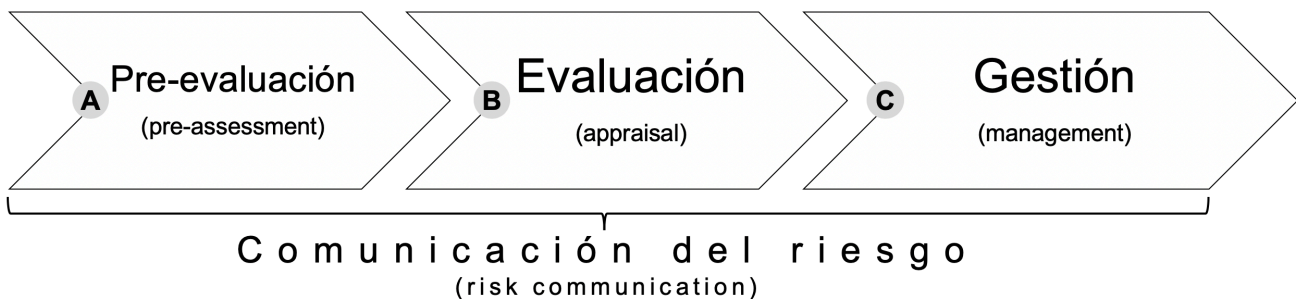 A
Pre-evaluación
(pre-assessment)
B
Evaluación
(appraisal)
C
Gestión
(management)
Comunicación del riesgo
(risk communication)